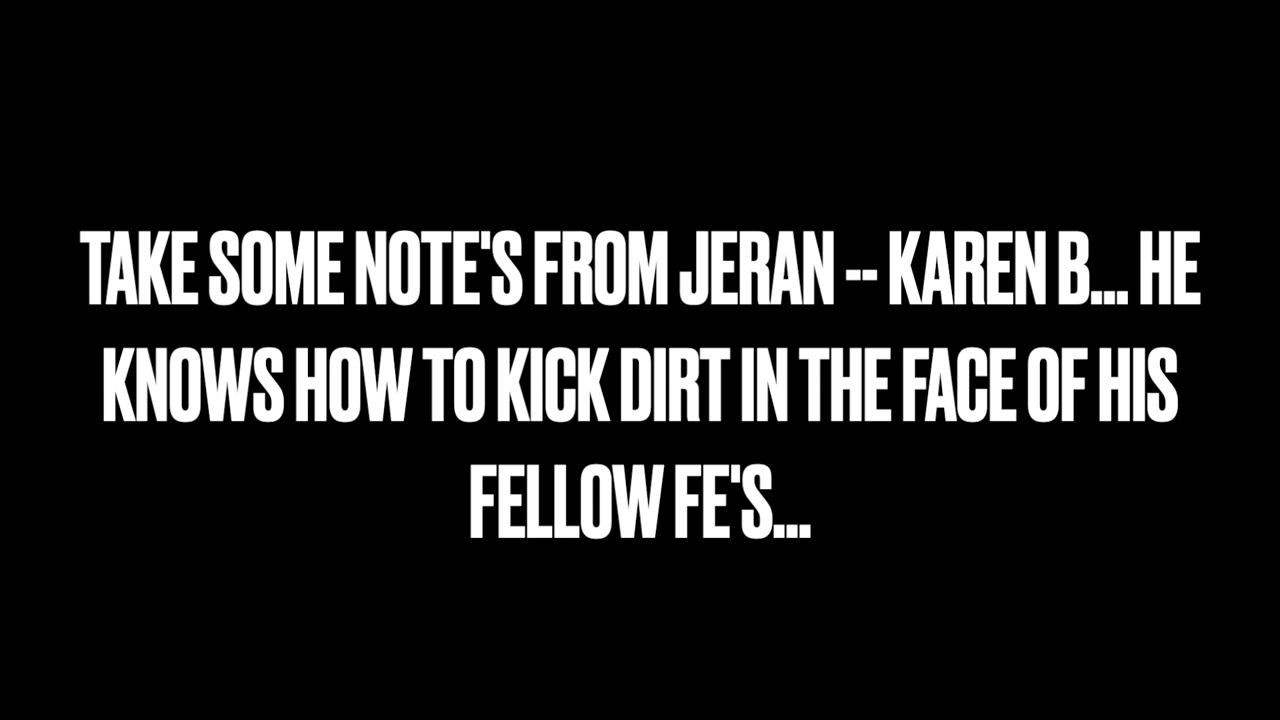 TAKE SOME NOTE'S FROM JERAN -- KAREN B... HE
KNOWS HOW TO KICK DIRT IN THE FACE OF HIS
FELLOW FE'S...